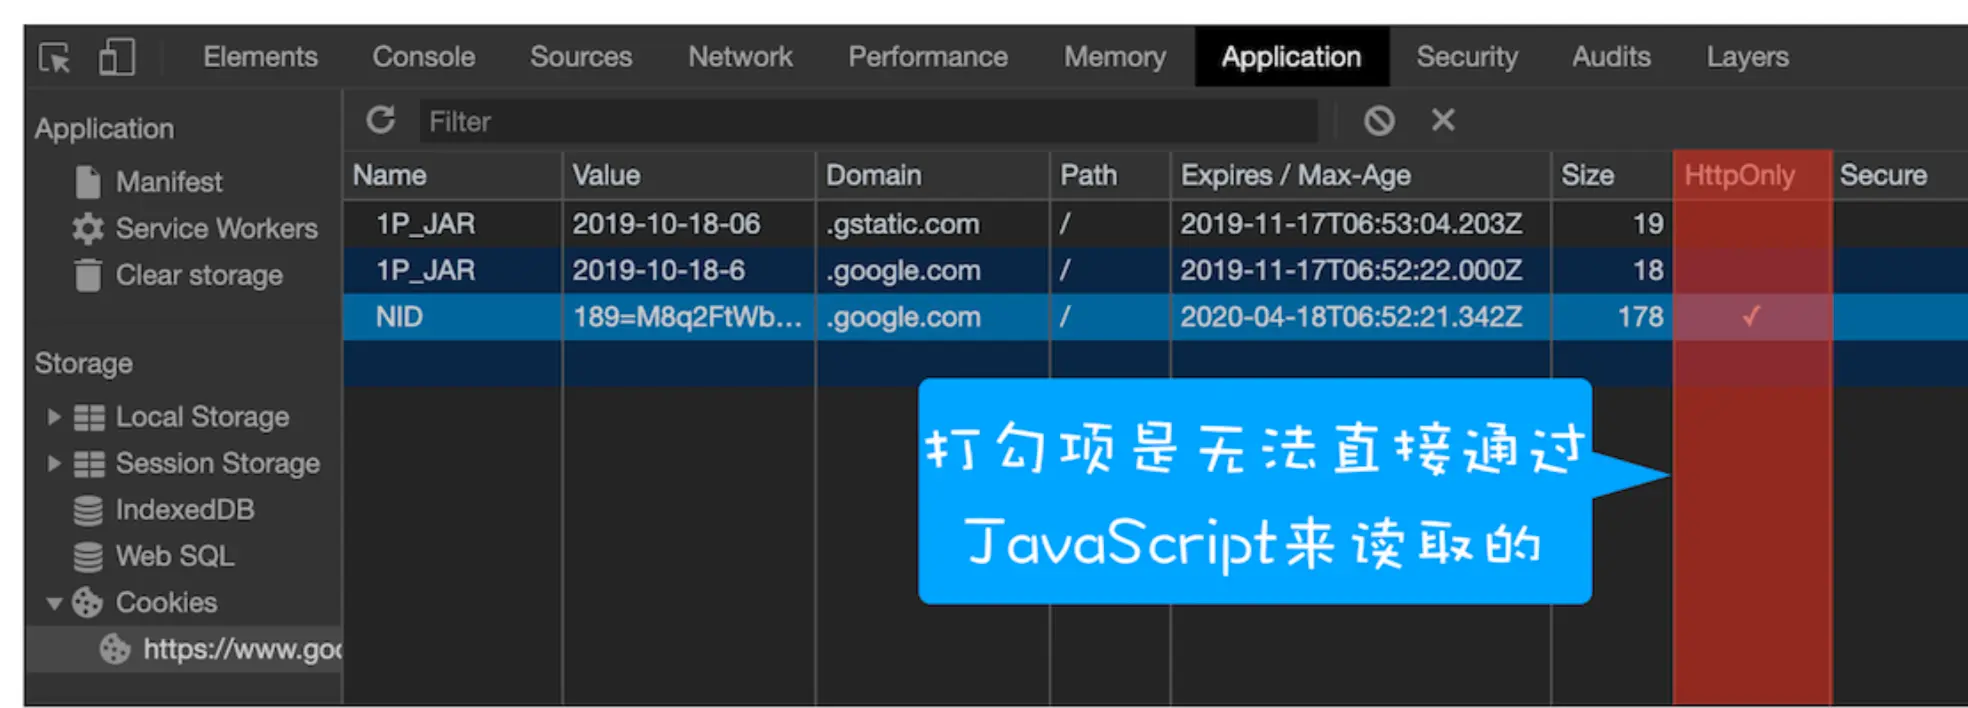 Elements Console Sources Network Performance Memory Application Security Audits Layers
Application
Manifest
Service Workers
Clear storage
Storage
Local Storage
Session Storage
IndexedDB
Web SQL
Cookies
https://www.goo
Filter
Name Value Domain Path Expires / Max-Age Size HttpOnly Secure
1P_JAR 2019-10-18-06 .gstatic.com / 2019-11-17T06:53:04.203Z 19
1P_JAR 2019-10-18-6 .google.com / 2019-11-17T06:52:22.000Z 18
NID 189=M8q2FtWb... .google.com / 2020-04-18T06:52:21.342Z 178 ✓
打勾项是无法直接通过
JavaScript来读取的